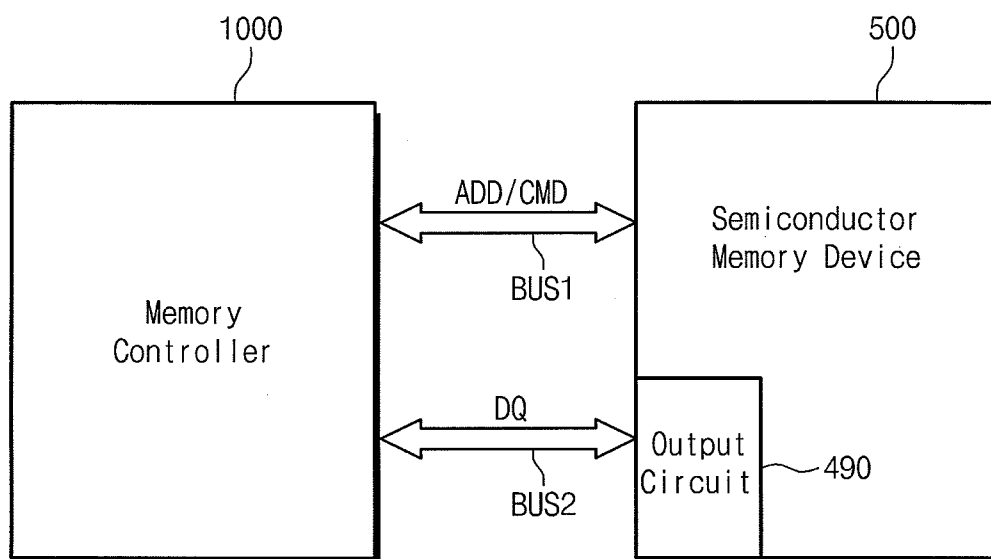 1000
500
ADD/CMD
BUS1
Semiconductor
Memory Device
Memory
Controller
DQ
BUS2
Output
Circuit
490